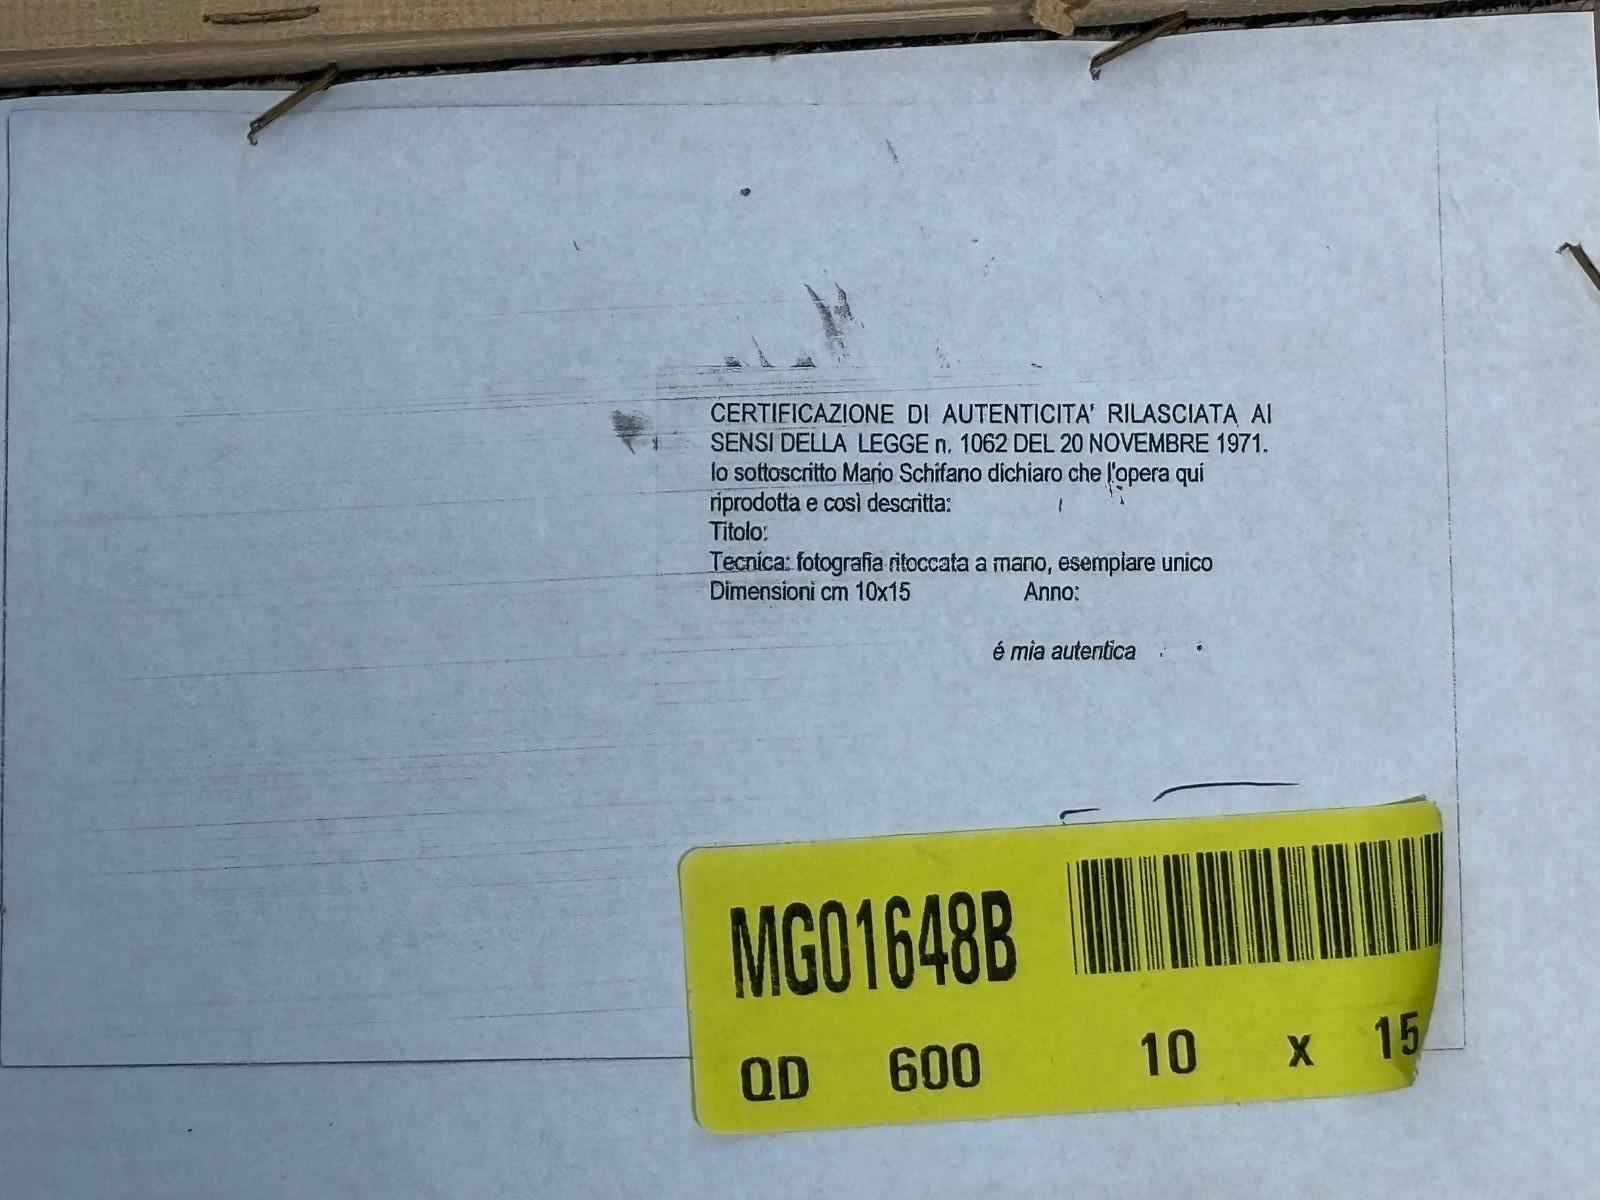 CERTIFICAZIONE DI AUTENTICITA' RILASCIATA AI
SENSI DELLA LEGGE n. 1062 DEL 20 NOVEMBRE 1971.
Io sottoscritto Mario Schifano dichiaro che l'opera qui
riprodotta e così descritta:
Titolo:
Tecnica: fotografia ritoccata a mano, esemplare unico
Dimensioni cm 10x15 Anno:
é mia autentica
MG01648B
QD 600 10 x 15